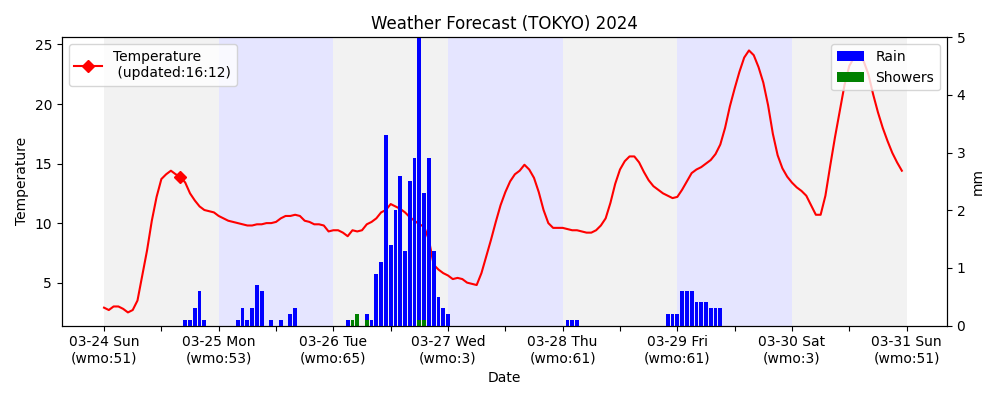 Weather Forecast (TOKYO) 2024
Temperature
(updated:16:12)
Rain
Showers
25
20
15
10
5
Temperature
5
4
3
2
1
0
mm
03-24 Sun
(wmo:51)
03-25 Mon
(wmo:53)
03-26 Tue
(wmo:65)
03-27 Wed
(wmo:3)
03-28 Thu
(wmo:61)
03-29 Fri
(wmo:61)
03-30 Sat
(wmo:3)
03-31 Sun
(wmo:51)
Date